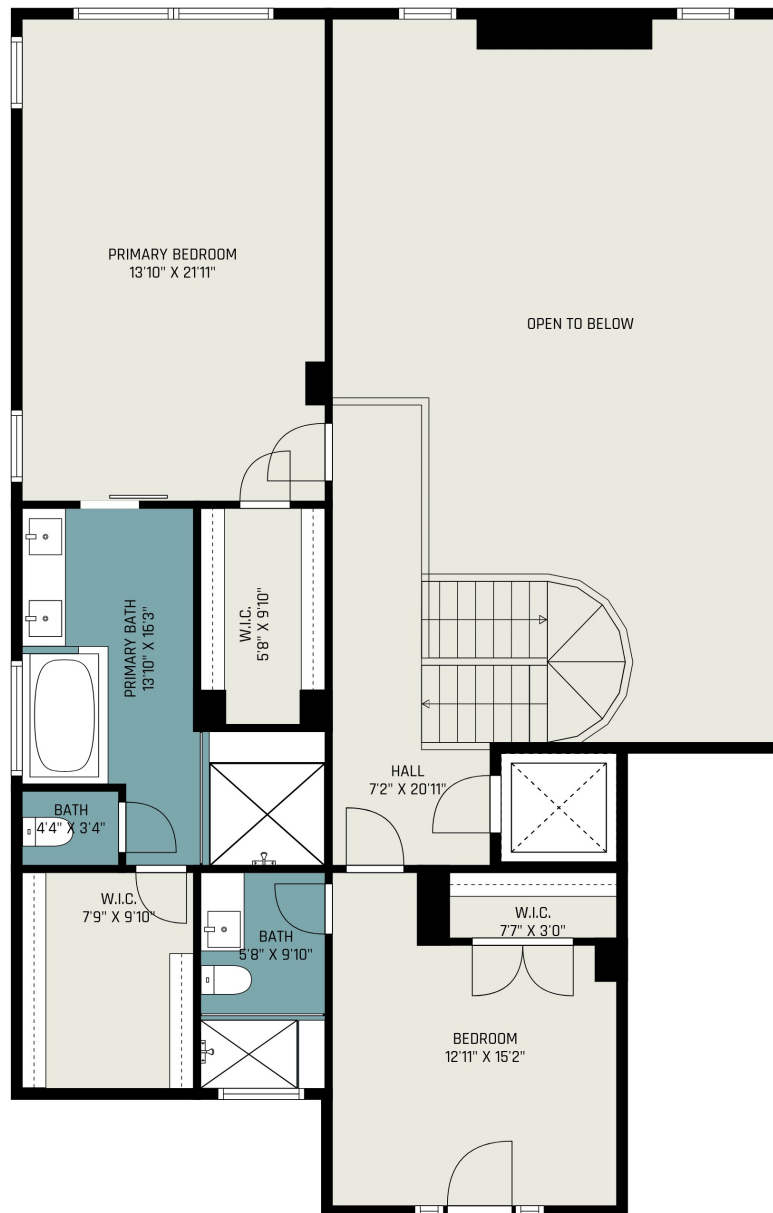 PRIMARY BEDROOM
13'10" X 21'11"
OPEN TO BELOW
PRIMARY BATH
13'10" X 16'3"
W.I.C.
5'8" X 9'10"
HALL
7'2" X 20'11"
BATH
4'4" X 3'4"
W.I.C.
7'9" X 9'10"
BATH
5'8" X 9'10"
W.I.C.
7'7" X 3'0"
BEDROOM
12'11" X 15'2"